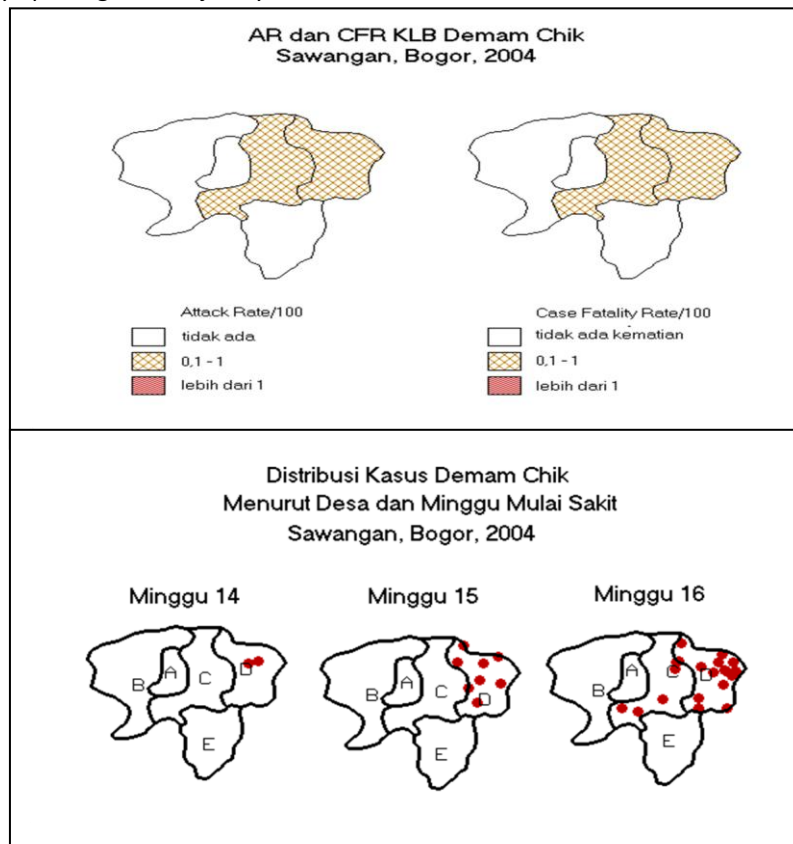 AR dan CFR KLB Demam Chik
Sawangan, Bogor, 2004
Attack Rate/100
tidak ada
0,1 - 1
lebih dari 1
Case Fatality Rate/100
tidak ada kematian
0,1 - 1
lebih dari 1
Distribusi Kasus Demam Chik
Menurut Desa dan Minggu Mulai Sakit
Sawangan, Bogor, 2004
Minggu 14
A
B
C
D
E
Minggu 15
A
B
C
D
E
Minggu 16
A
B
C
D
E